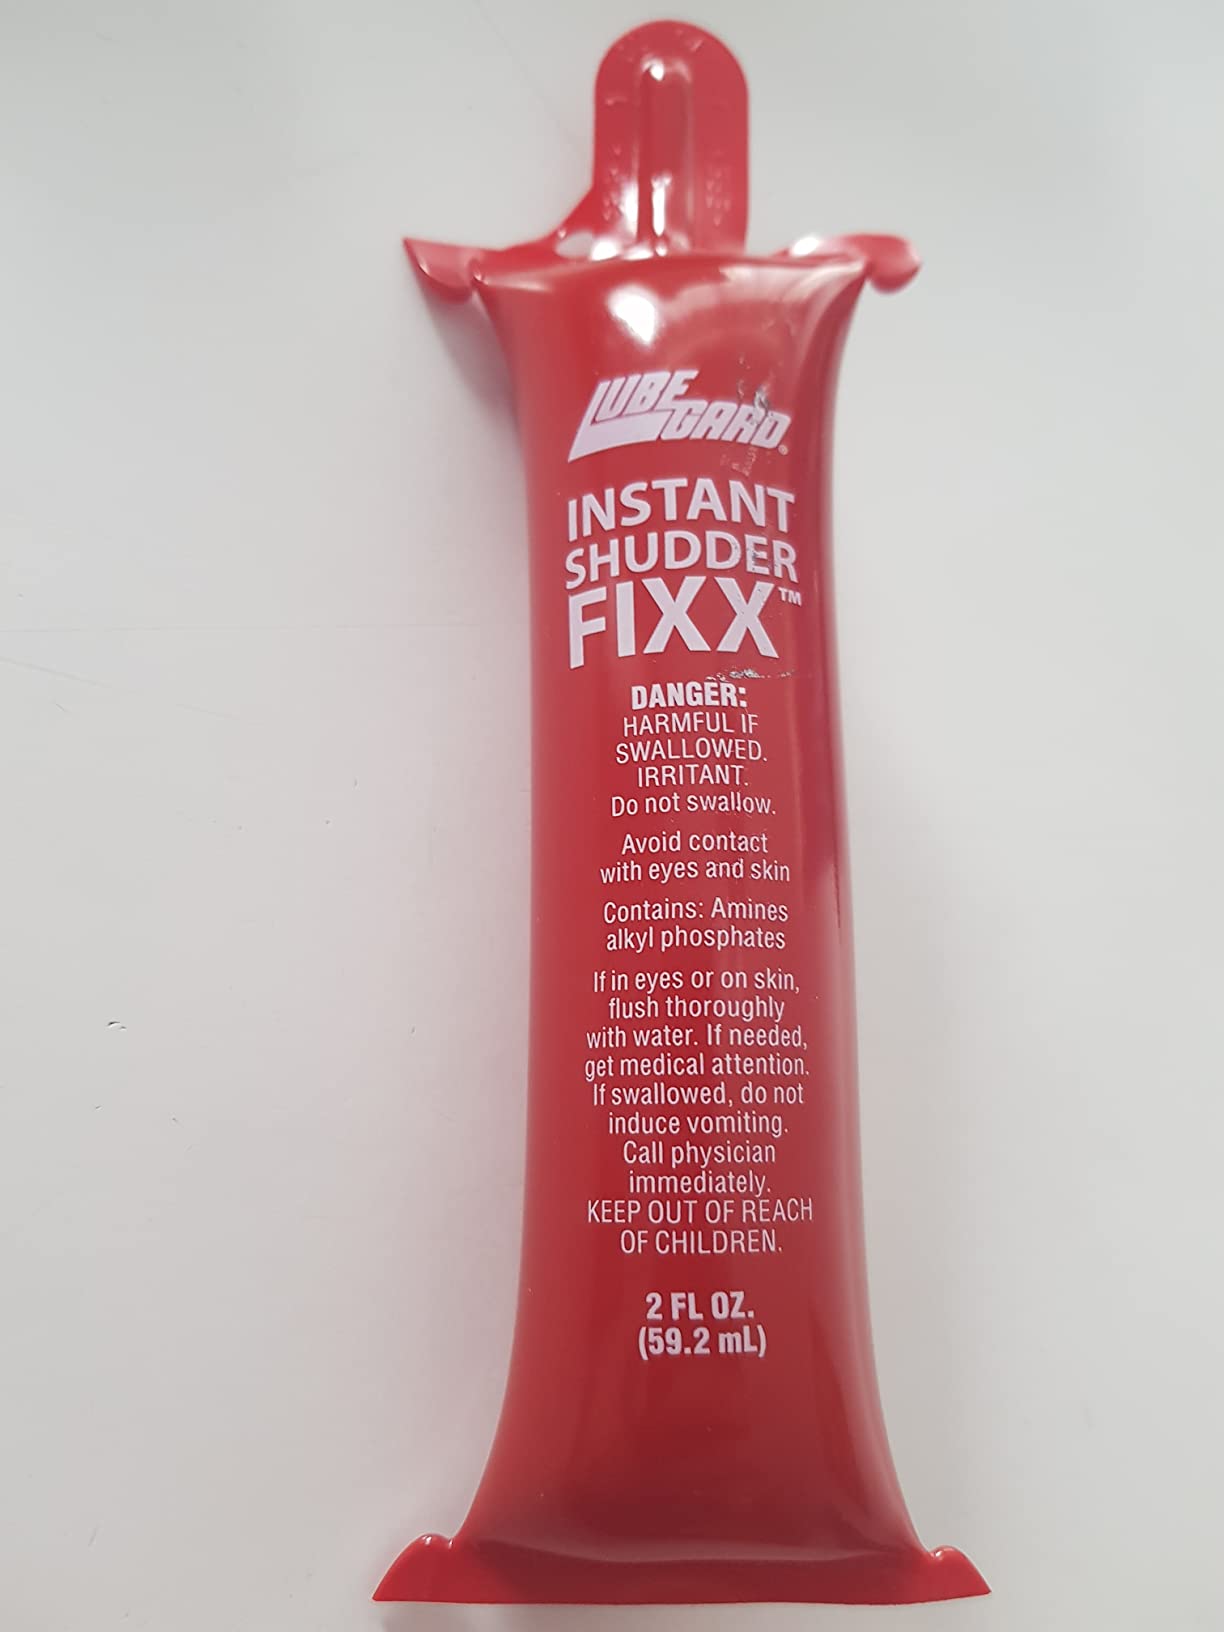 LUBE
GARD®
INSTANT
SHUDDER
FIXX™
DANGER:
HARMFUL IF
SWALLOWED.
IRRITANT.
Do not swallow.
Avoid contact
with eyes and skin
Contains: Amines
alkyl phosphates
If in eyes or on skin,
flush thoroughly
with water. If needed,
get medical attention.
If swallowed, do not
induce vomiting.
Call physician
immediately.
KEEP OUT OF REACH
OF CHILDREN.
2 FL OZ.
(59.2 mL)